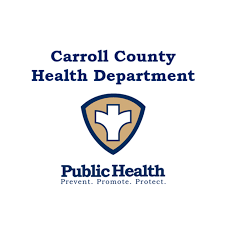 Carroll County
Health Department
Public Health
Prevent. Promote. Protect.